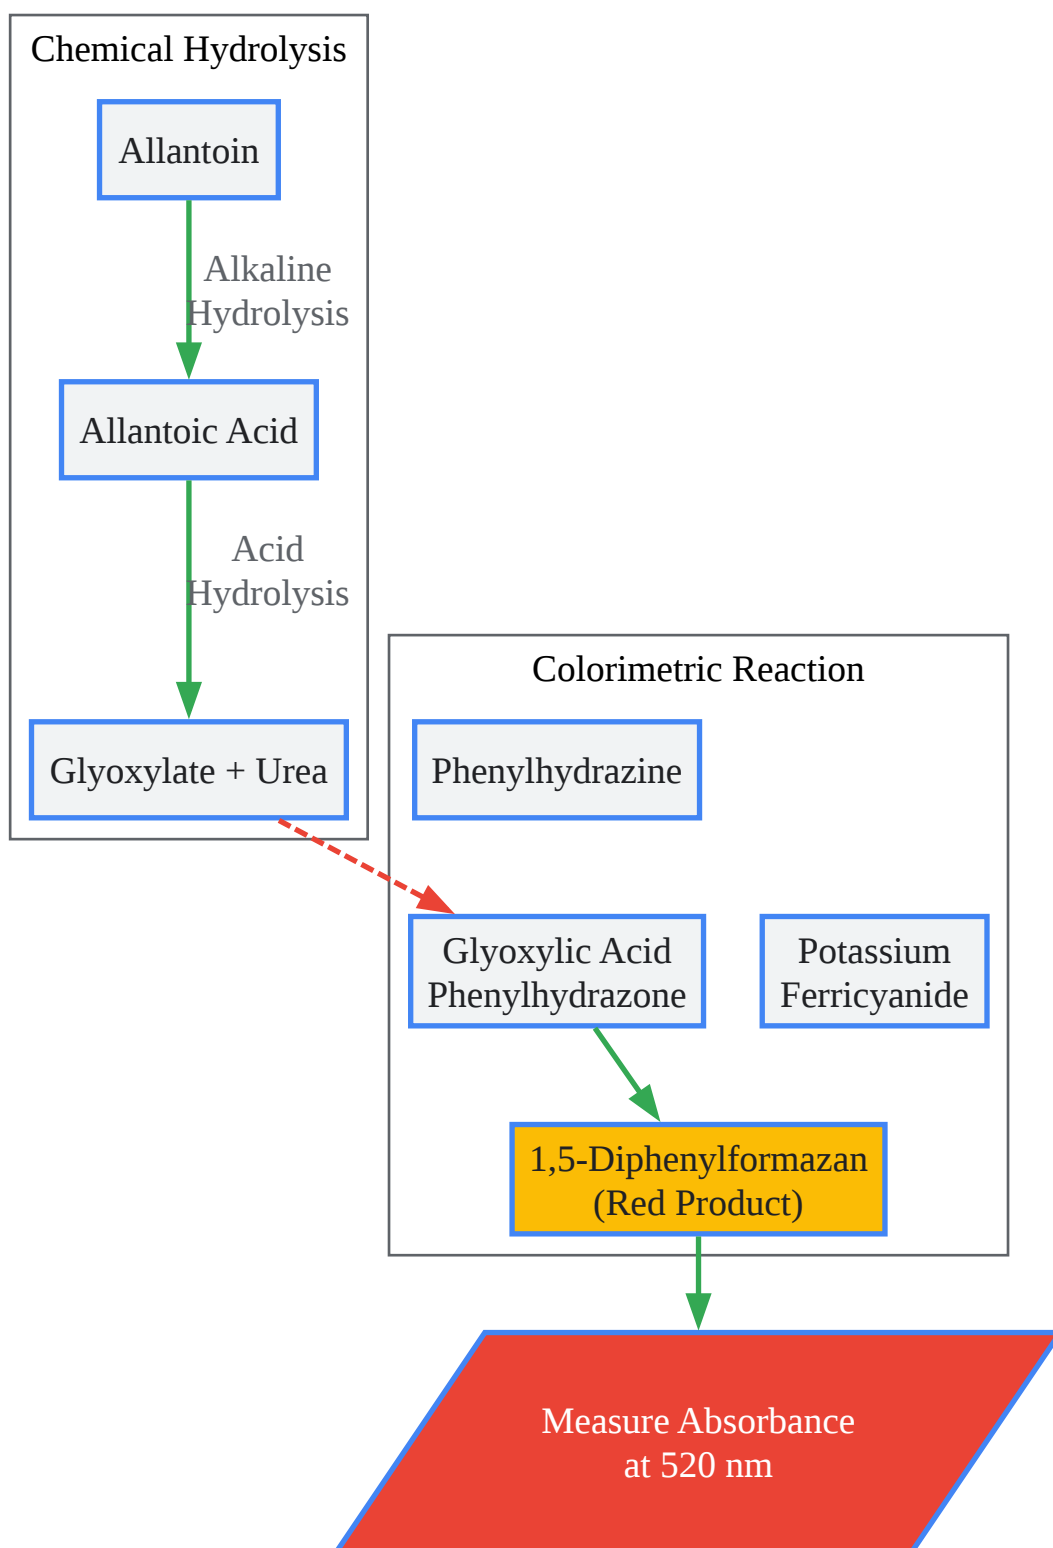 Chemical Hydrolysis
Allantoin
Alkaline
Hydrolysis
Allantoic Acid
Acid
Hydrolysis
Glyoxylate + Urea
Colorimetric Reaction
Phenylhydrazine
Glyoxylic Acid
Phenylhydrazone
Potassium
Ferricyanide
1,5-Diphenylformazan
(Red Product)
Measure Absorbance
at 520 nm